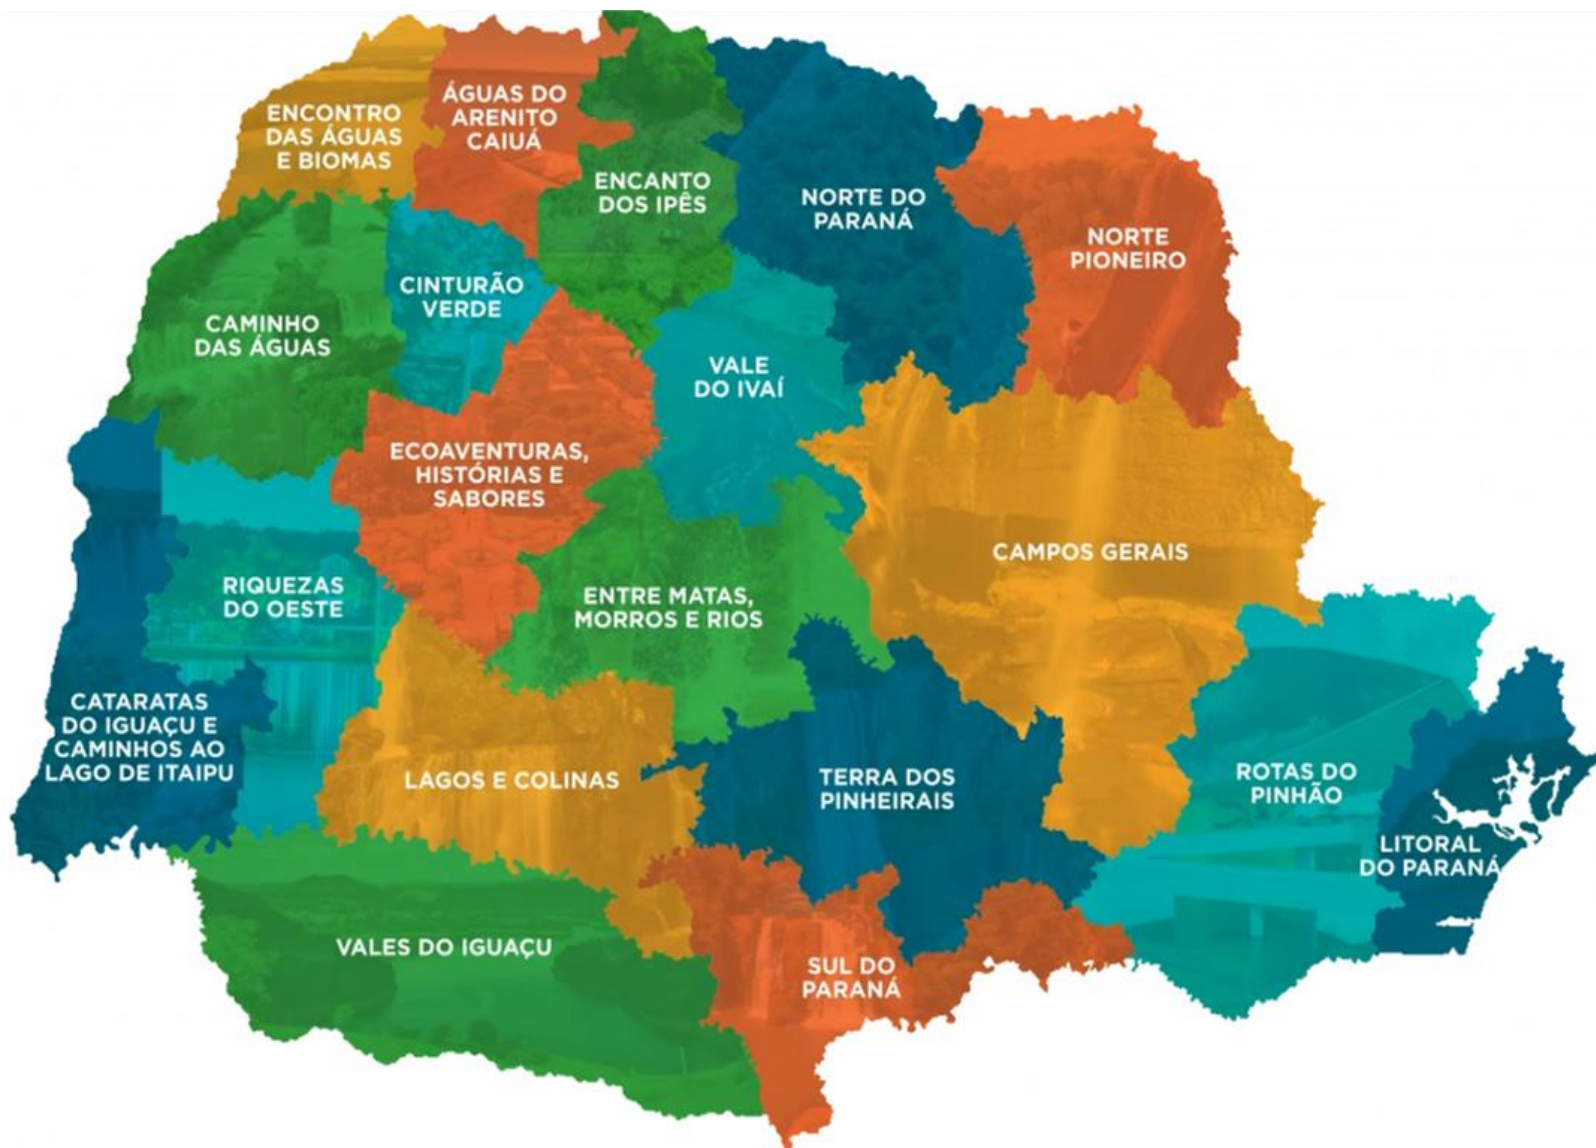 ENCONTRO
DAS ÁGUAS
E BIOMAS
ÁGUAS DO
ARENITO
CAIUÁ
ENCANTO
DOS IPÊS
NORTE DO
PARANÁ
NORTE
PIONEIRO
CAMINHO
DAS ÁGUAS
CINTURÃO
VERDE
VALE
DO IVAÍ
ECOAVENTURAS,
HISTÓRIAS E
SABORES
CAMPOS GERAIS
RIQUEZAS
DO OESTE
ENTRE MATAS,
MORROS E RIOS
CATARATAS
DO IGUAÇU E
CAMINHOS AO
LAGO DE ITAIPU
LAGOS E COLINAS
TERRA DOS
PINHEIRAIS
ROTAS DO
PINHÃO
LITORAL
DO PARANÁ
VALES DO IGUAÇU
SUL DO
PARANÁ